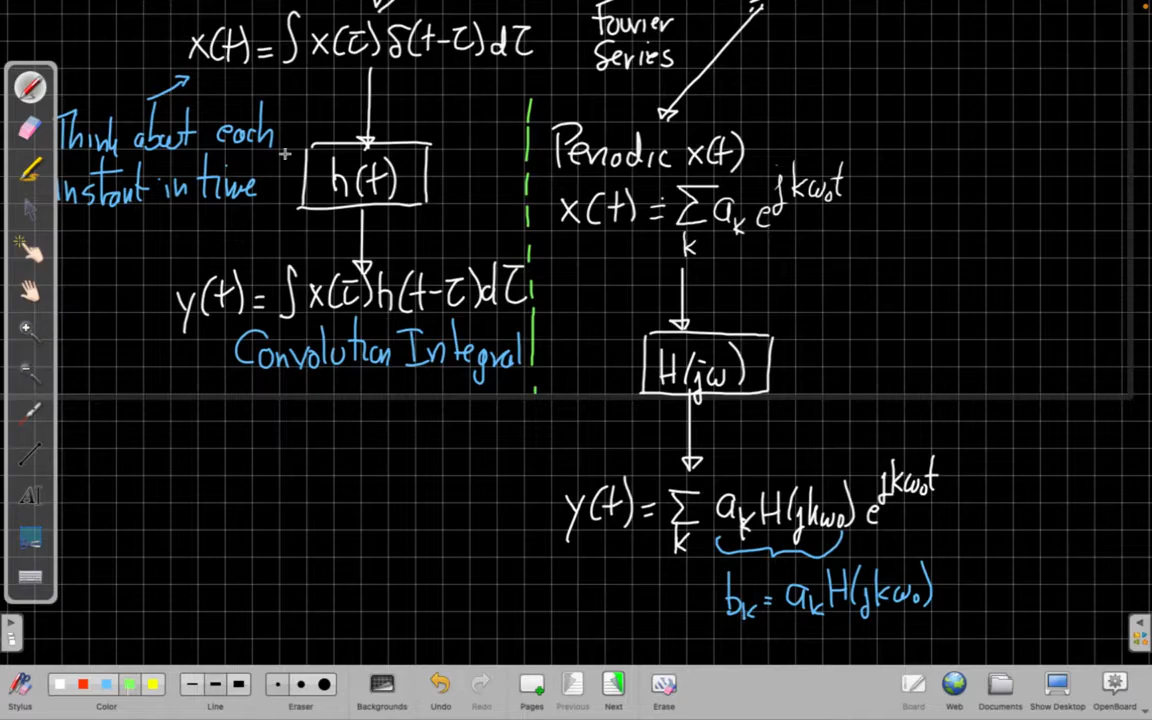 x(t) = ∫ x(τ) δ(t-τ) dτ
Think about each
instant in time
h(t)
y(t) = ∫ x(τ) h(t-τ) dτ
Convolution Integral
Fourier
Series
Periodic x(t)
x(t) = Σ_k a_k e^{jkω₀t}
H(jω)
y(t) = Σ_k a_k H(jkω₀) e^{jkω₀t}
b_k = a_k H(jkω₀)
Stylus
Color
Line
Eraser
Backgrounds
Undo
Redo
Pages
Previous
Next
Erase
Board
Web
Documents
Show Desktop
OpenBoard